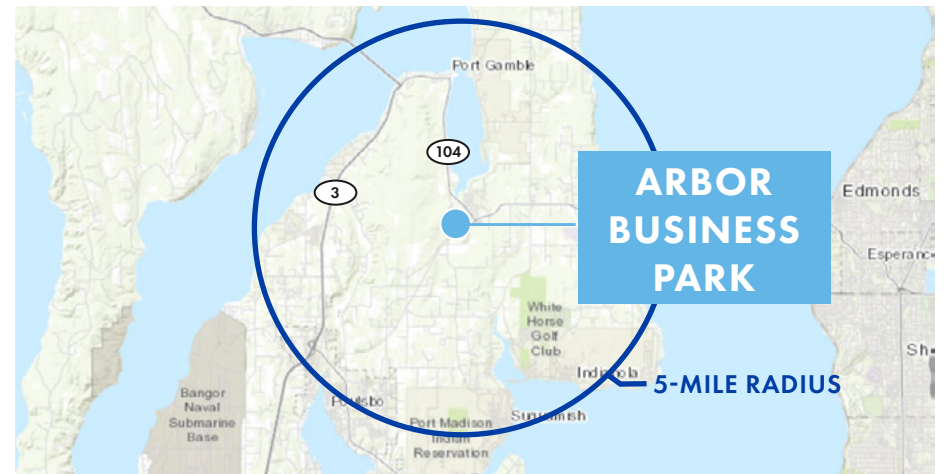 Port Gamble
104
3
ARBOR
BUSINESS
PARK
Edmonds
Esperanc
White
Horse
Golf
Club
Sh
Indianola
5-MILE RADIUS
Bangor
Naval
Submarine
Base
Poulsbo
Port Madison
Indian
Reservation
Suquamish